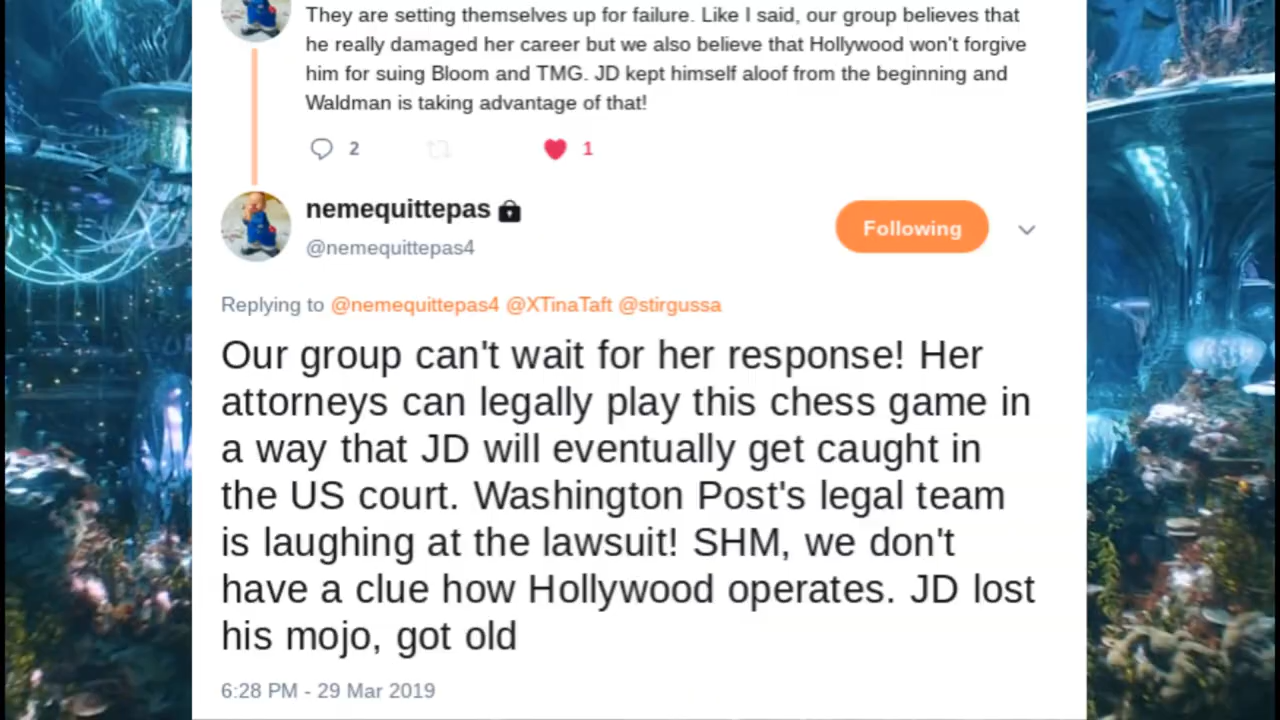 They are setting themselves up for failure. Like I said, our group believes that
he really damaged her career but we also believe that Hollywood won't forgive
him for suing Bloom and TMG. JD kept himself aloof from the beginning and
Waldman is taking advantage of that!
2 1
nemequittepas
Following
@nemequittepas4
Replying to @nemequittepas4 @XTinaTaft @stirgussa
Our group can't wait for her response! Her
attorneys can legally play this chess game in
a way that JD will eventually get caught in
the US court. Washington Post's legal team
is laughing at the lawsuit! SHM, we don't
have a clue how Hollywood operates. JD lost
his mojo, got old
6:28 PM - 29 Mar 2019